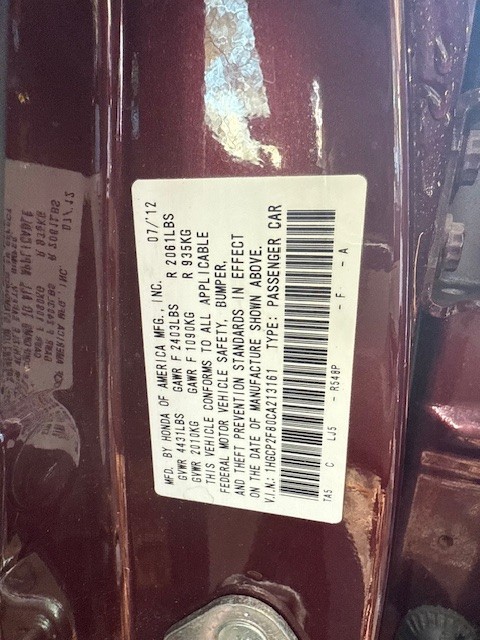 MFD. BY HONDA OF AMERICA MFG., INC. 07/'12
GVWR 4431LBS GAWR F 2403LBS R 2061LBS
GVWR 2010KG GAWR F 1090KG R 935KG
THIS VEHICLE CONFORMS TO ALL APPLICABLE
FEDERAL MOTOR VEHICLE SAFETY, BUMPER,
AND THEFT PREVENTION STANDARDS IN EFFECT
ON THE DATE OF MANUFACTURE SHOWN ABOVE.
V.I.N.: 1HGCP2F60CA213161 TYPE: PASSENGER CAR
TA5 C LJ5 - R548P - F - A